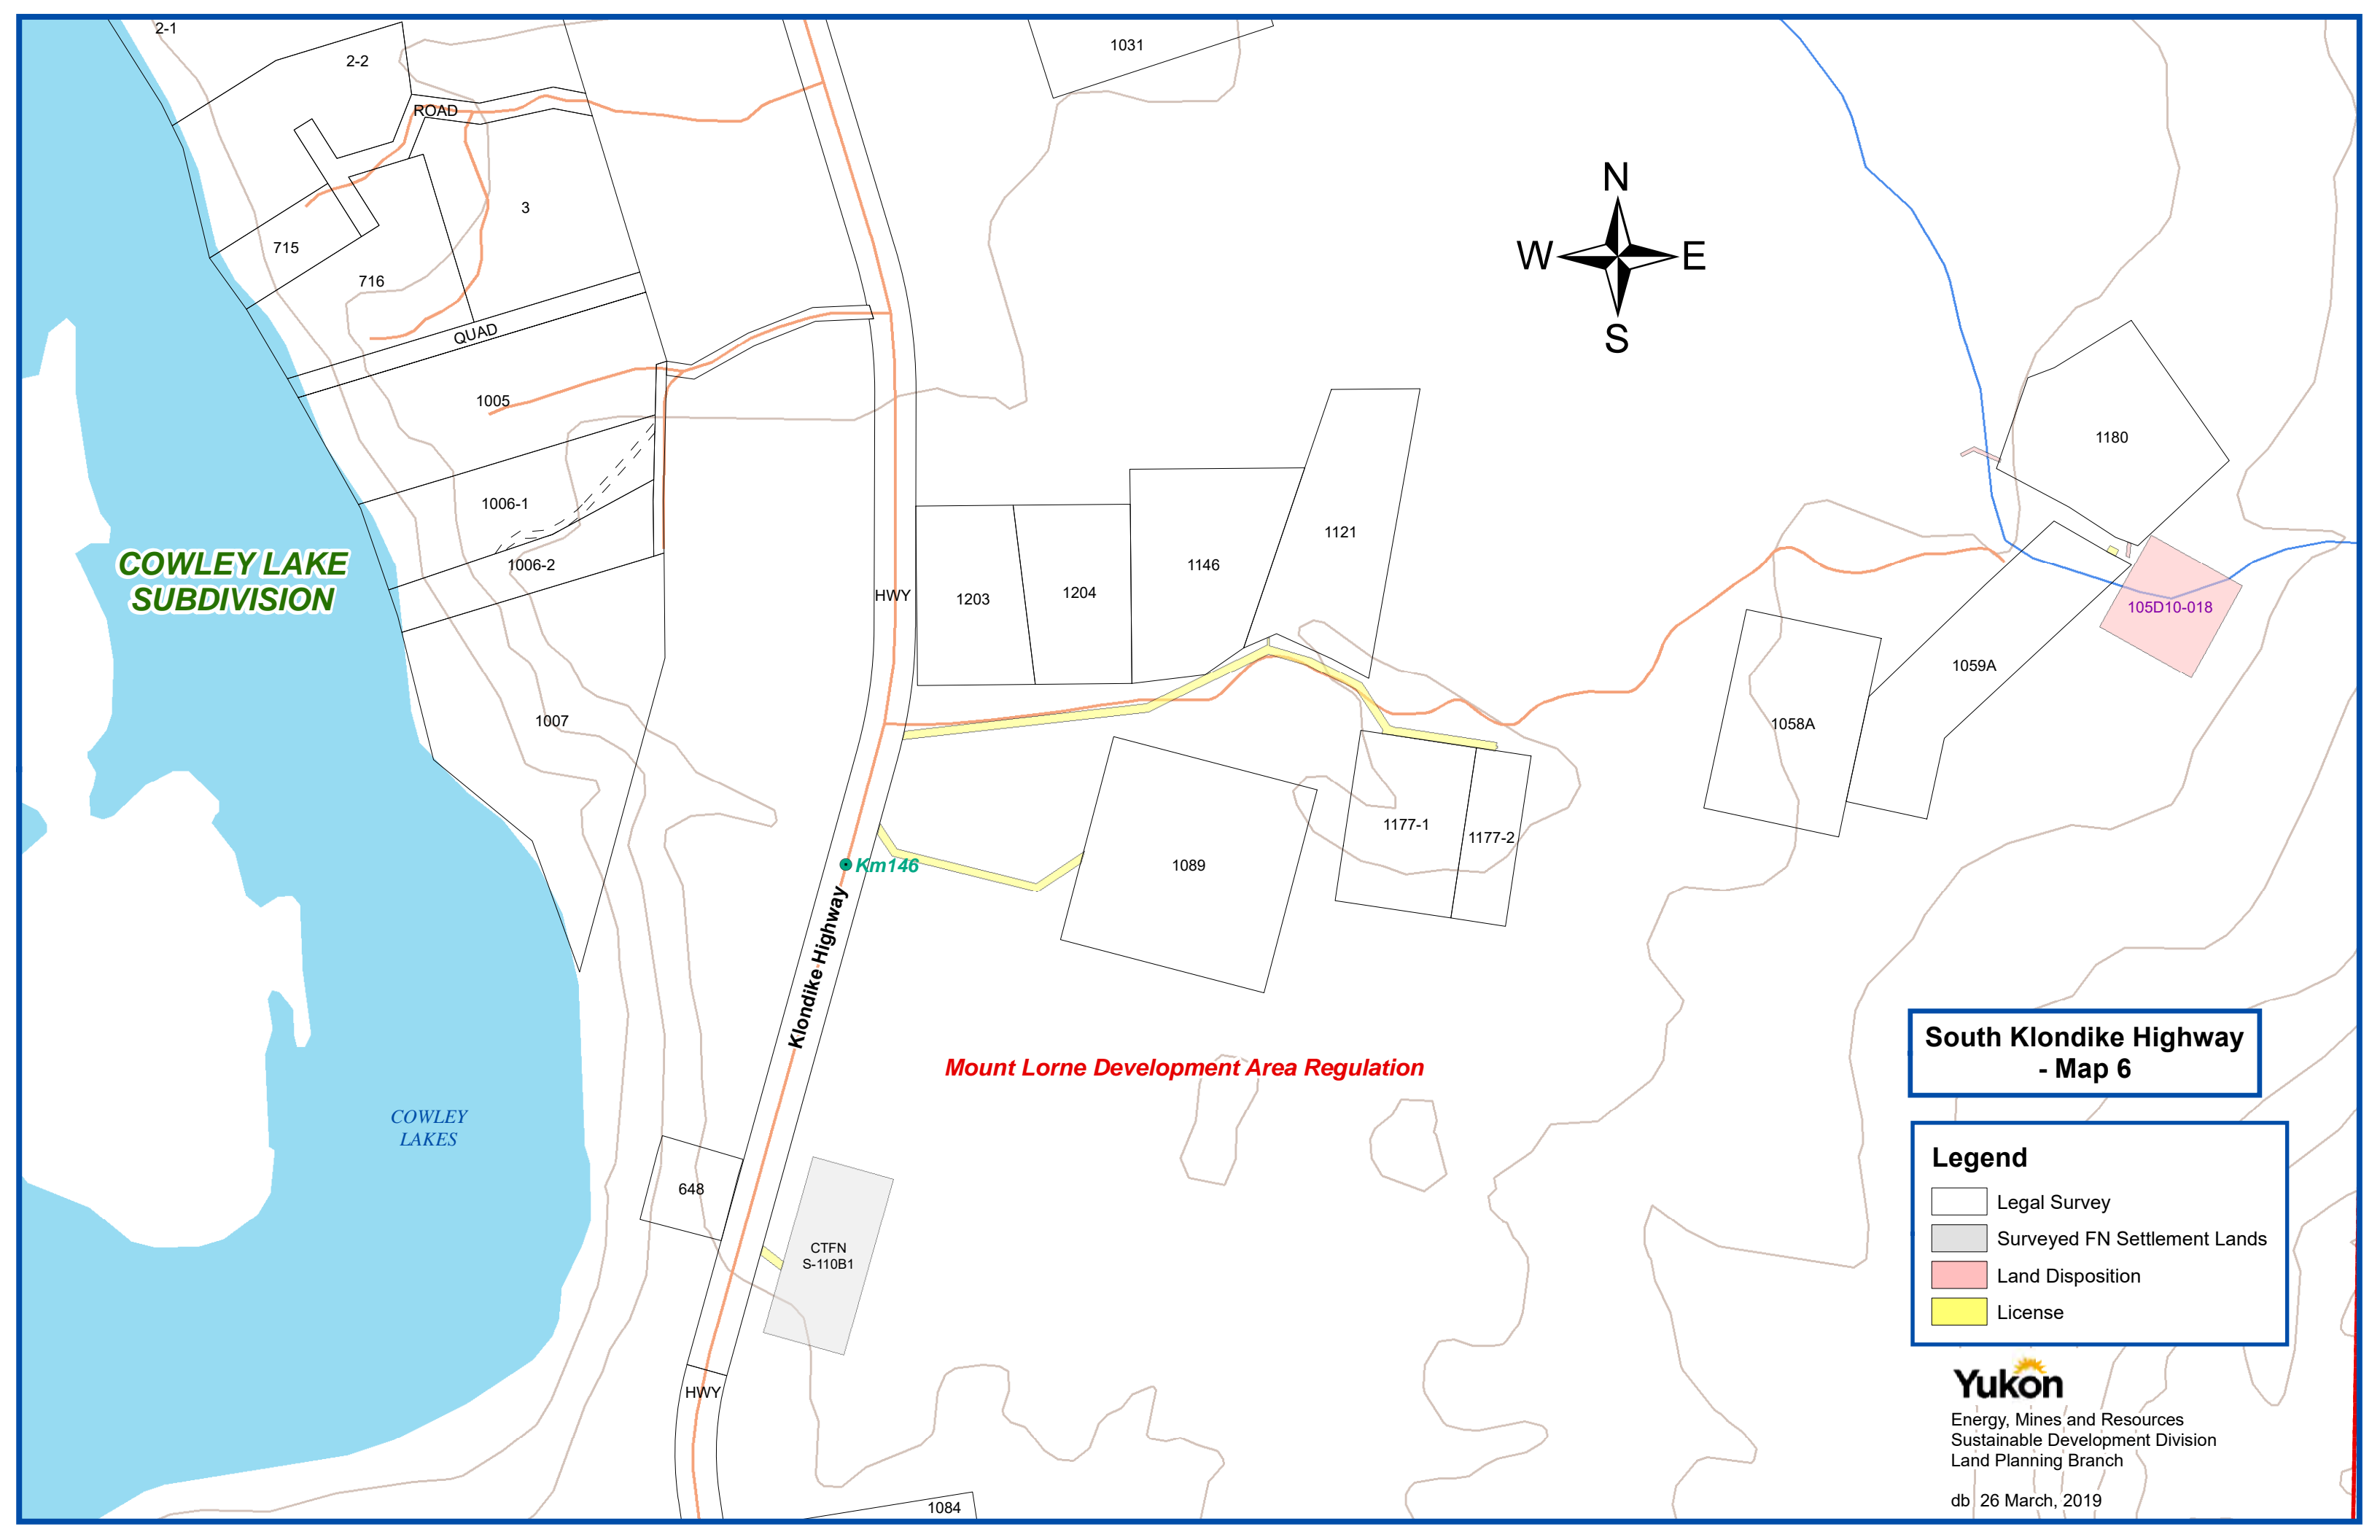 2-1
2-2
1031
ROAD
3
715
716
QUAD
1005
1006-1
1006-2
1007
COWLEY LAKE
SUBDIVISION
HWY
N
W
E
S
1203
1204
1146
1121
1180
105D10-018
1059A
1058A
1177-1
1177-2
1089
Km146
Klondike Highway
Mount Lorne Development Area Regulation
COWLEY
LAKES
648
CTFN
S-110B1
HWY
1084
South Klondike Highway
- Map 6
Legend
Legal Survey
Surveyed FN Settlement Lands
Land Disposition
License
Yukon
Energy, Mines and Resources
Sustainable Development Division
Land Planning Branch
db 26 March, 2019